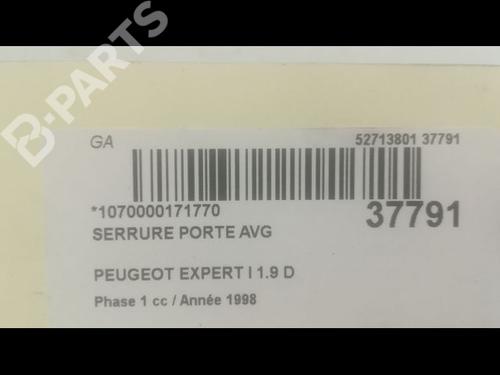 B-PARTS
GA
52713801 37791
*1070000171770
37791
SERRURE PORTE AVG
PEUGEOT EXPERT I 1.9 D
Phase 1 cc / Année 1998